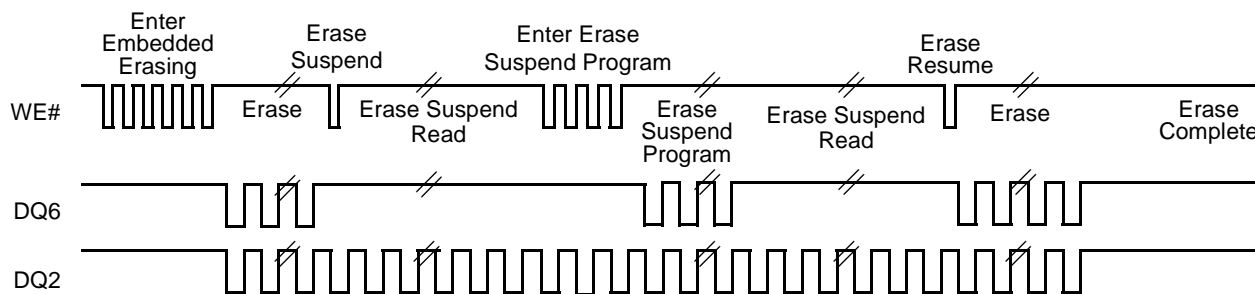 Enter
Embedded
Erasing
Erase
Suspend
Enter Erase
Suspend Program
Erase
Resume
WE#
Erase
Erase Suspend
Read
Erase
Suspend
Program
Erase Suspend
Read
Erase
Erase
Complete
DQ6
DQ2